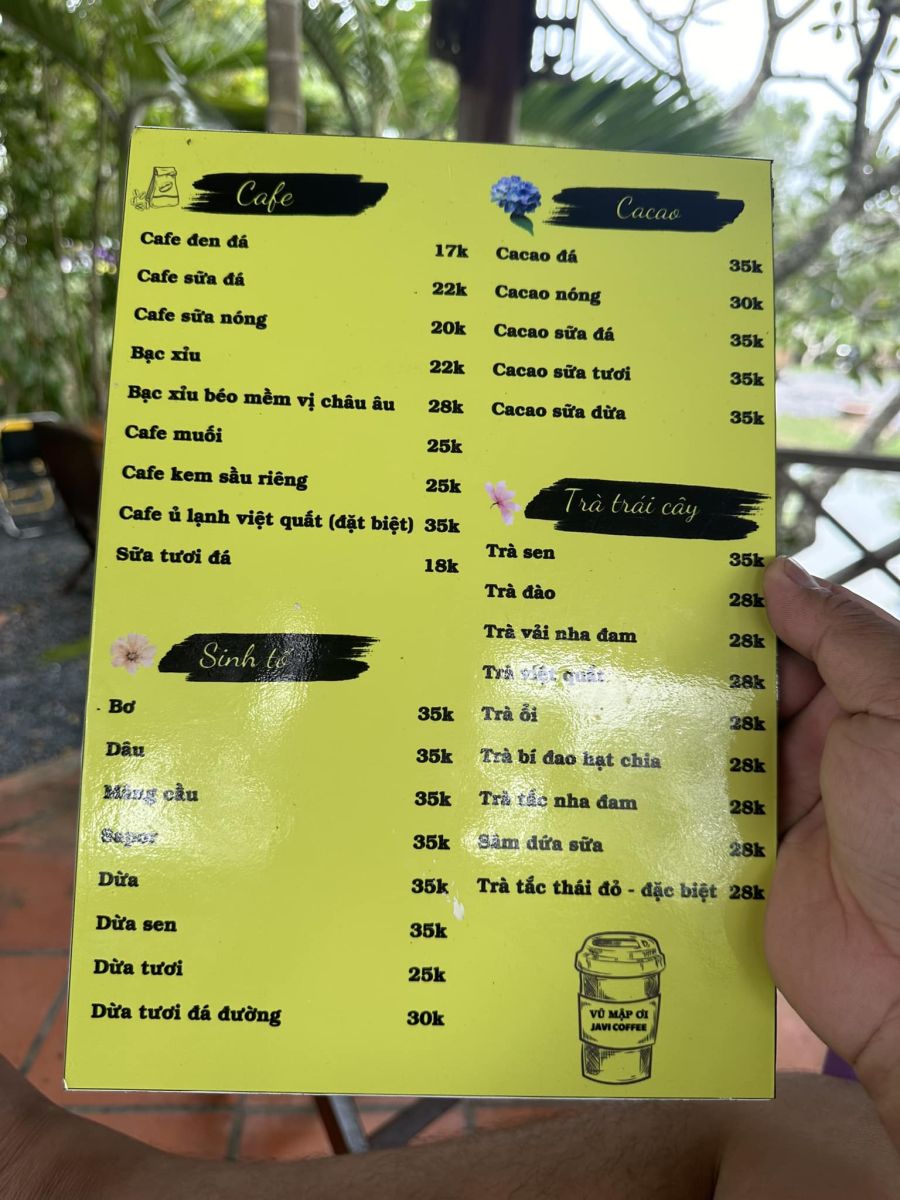 Cafe
Cafe đen đá 17k
Cafe sữa đá 22k
Cafe sữa nóng 20k
Bạc xỉu 22k
Bạc xỉu béo mềm vị châu âu 28k
Cafe muối 25k
Cafe kem sầu riêng 25k
Cafe ủ lạnh việt quất (đặt biệt) 35k
Sữa tươi đá 18k
Sinh tố
Bơ 35k
Dâu 35k
Mãng cầu 35k
Sapor 35k
Dừa 35k
Dừa sen 35k
Dừa tươi 25k
Dừa tươi đá đường 30k
Cacao
Cacao đá 35k
Cacao nóng 30k
Cacao sữa đá 35k
Cacao sữa tươi 35k
Cacao sữa dừa 35k
Trà trái cây
Trà sen 35k
Trà đào 28k
Trà vải nha đam 28k
Trà việt quất 28k
Trà ổi 28k
Trà bí đao hạt chia 28k
Trà tắc nha đam 28k
Sâm dứa sữa 28k
Trà tắc thái đỏ - đặc biệt 28k
VŨ MẬP ƠI
JAVI COFFEE